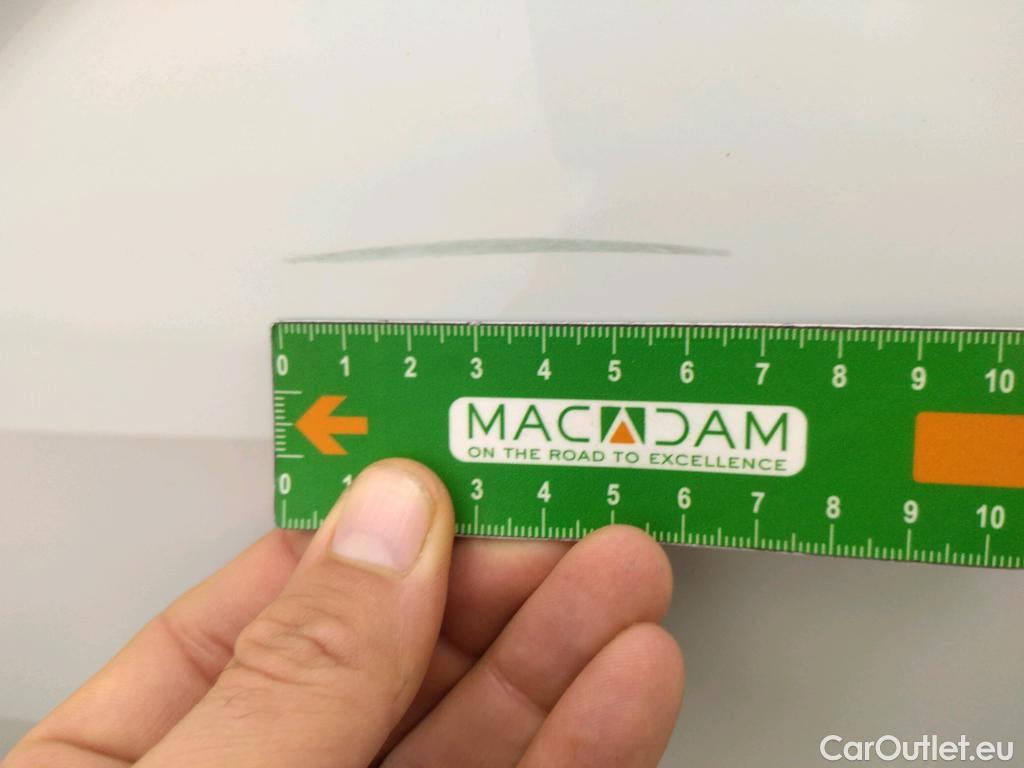 0 1 2 3 4 5 6 7 8 9 10
MACADAM
ON THE ROAD TO EXCELLENCE
0 1 3 4 5 6 7 8 9 10
CarOutlet.eu